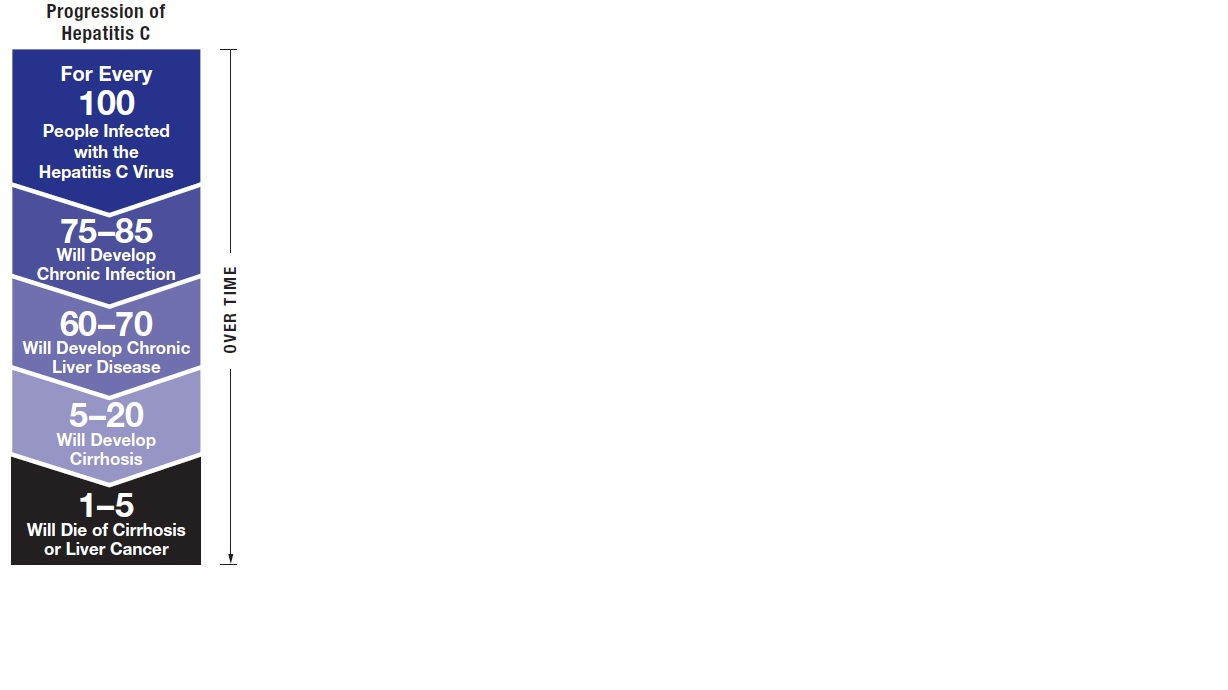 Progression of
Hepatitis C
For Every
100
People Infected
with the
Hepatitis C Virus
75–85
Will Develop
Chronic Infection
60–70
Will Develop Chronic
Liver Disease
5–20
Will Develop
Cirrhosis
1–5
Will Die of Cirrhosis
or Liver Cancer
OVER TIME